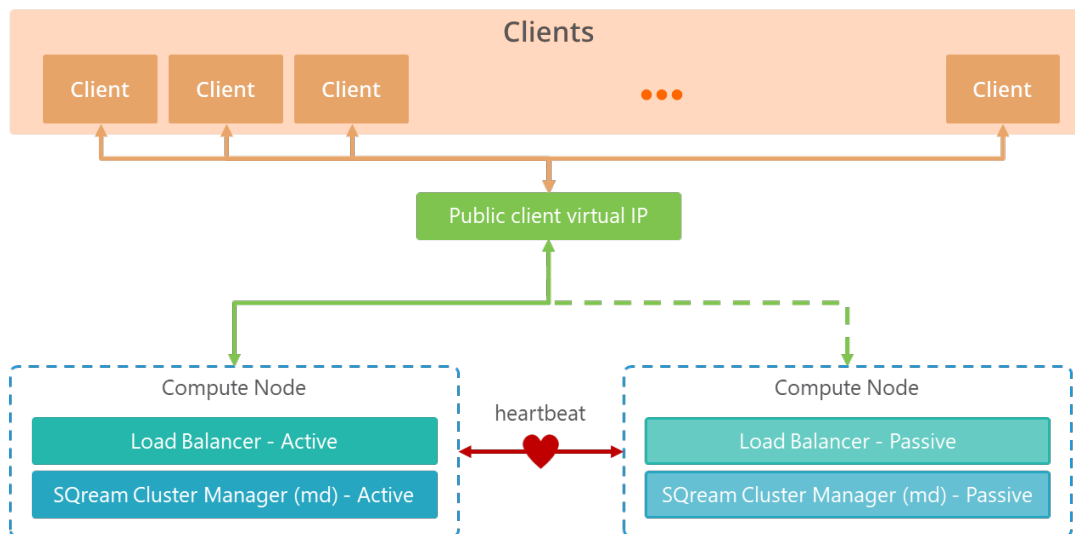 Clients
Client Client Client ... Client
Public client virtual IP
Compute Node
Load Balancer - Active
SQream Cluster Manager (md) - Active
heartbeat
Compute Node
Load Balancer - Passive
SQream Cluster Manager (md) - Passive